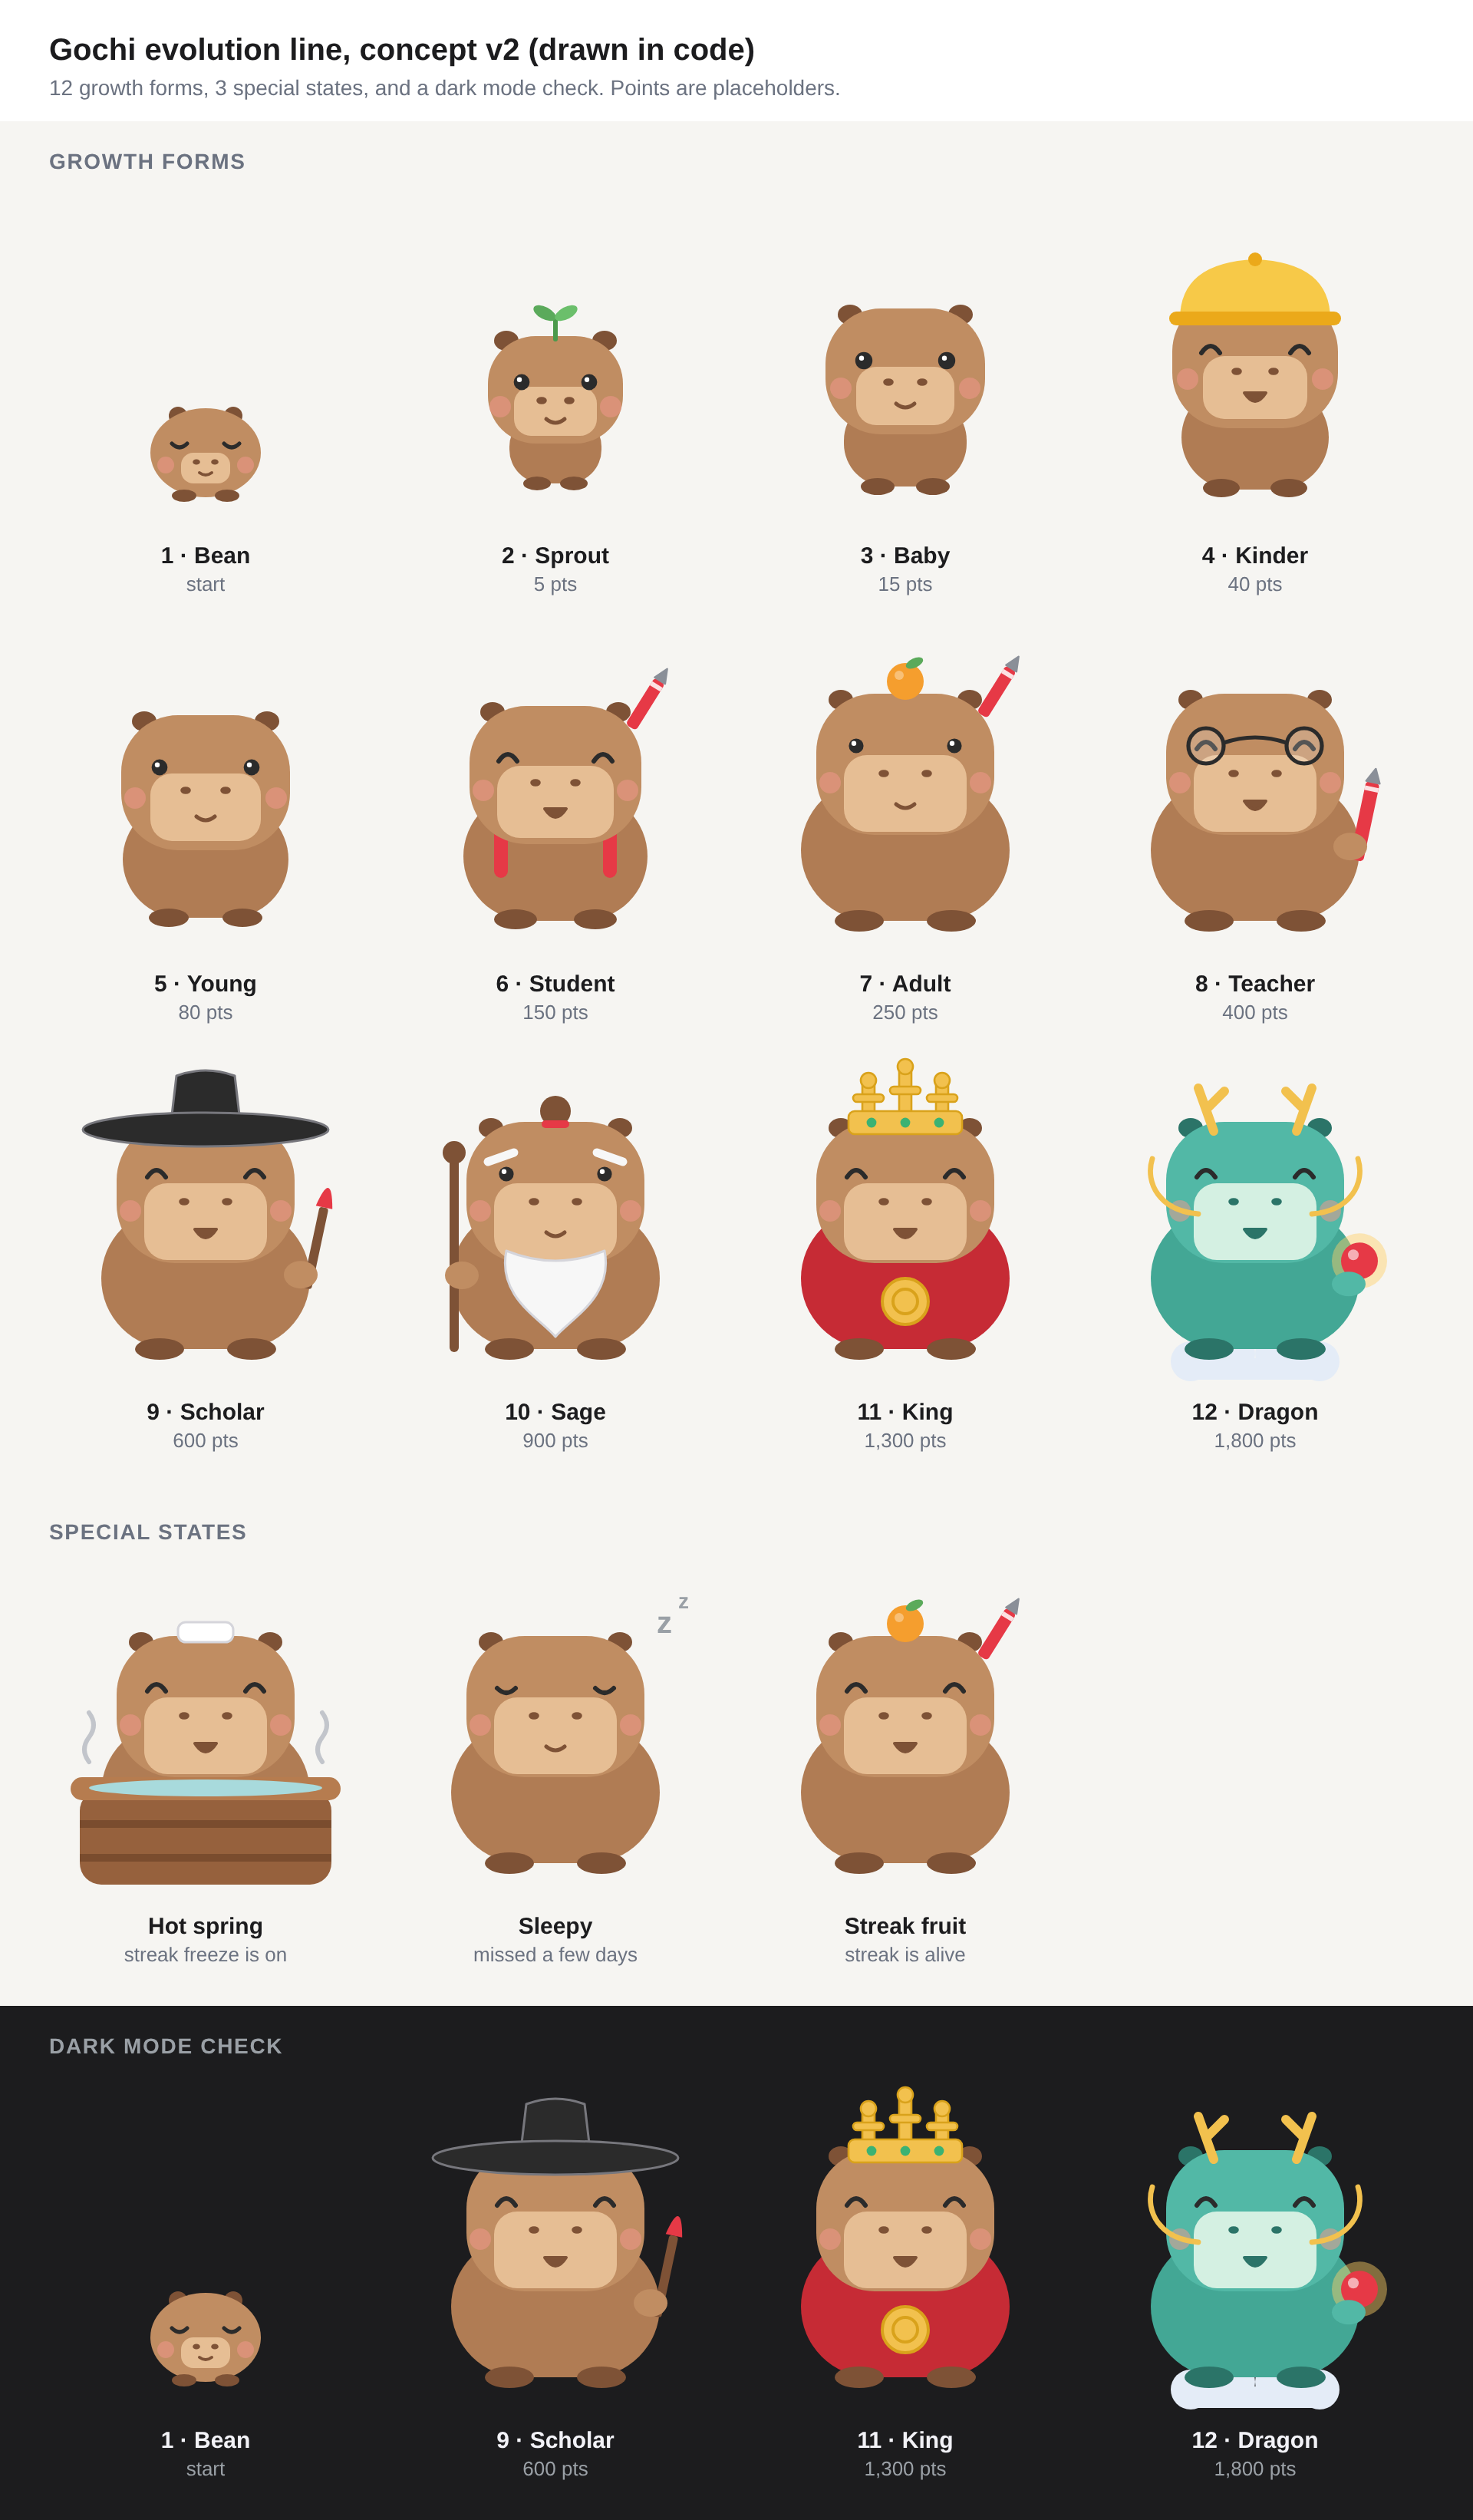 Gochi evolution line, concept v2 (drawn in code)
12 growth forms, 3 special states, and a dark mode check. Points are placeholders.
GROWTH FORMS
1 · Bean
start
2 · Sprout
5 pts
3 · Baby
15 pts
4 · Kinder
40 pts
5 · Young
80 pts
6 · Student
150 pts
7 · Adult
250 pts
8 · Teacher
400 pts
9 · Scholar
600 pts
10 · Sage
900 pts
11 · King
1,300 pts
12 · Dragon
1,800 pts
SPECIAL STATES
z
z
Hot spring
streak freeze is on
Sleepy
missed a few days
Streak fruit
streak is alive
DARK MODE CHECK
1 · Bean
start
9 · Scholar
600 pts
11 · King
1,300 pts
12 · Dragon
1,800 pts